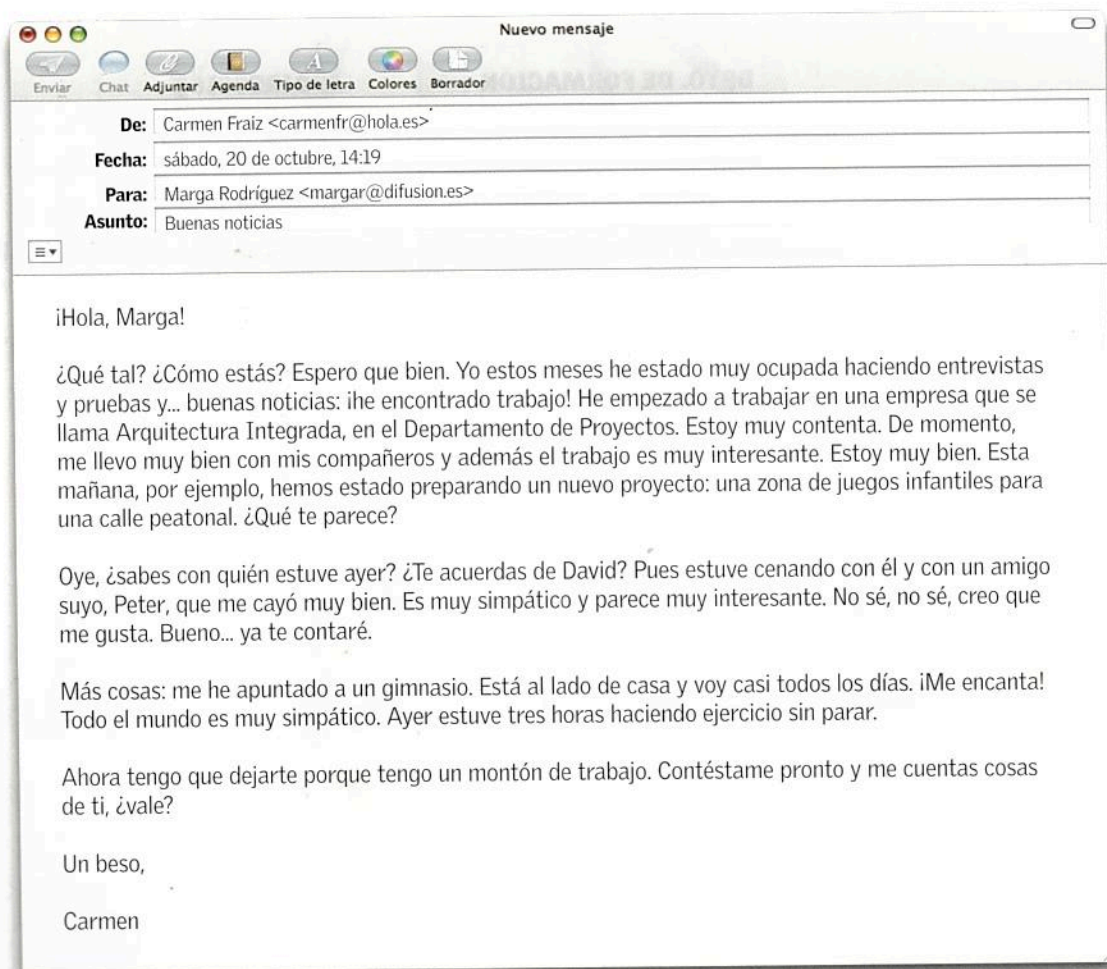 Nuevo mensaje
Enviar Chat Adjuntar Agenda Tipo de letra Colores Borrador
De: Carmen Fraiz <carmenfr@hola.es>
Fecha: sábado, 20 de octubre, 14:19
Para: Marga Rodríguez <margar@difusion.es>
Asunto: Buenas noticias
¡Hola, Marga!
¿Qué tal? ¿Cómo estás? Espero que bien. Yo estos meses he estado muy ocupada haciendo entrevistas
y pruebas y... buenas noticias: ¡he encontrado trabajo! He empezado a trabajar en una empresa que se
llama Arquitectura Integrada, en el Departamento de Proyectos. Estoy muy contenta. De momento,
me llevo muy bien con mis compañeros y además el trabajo es muy interesante. Estoy muy bien. Esta
mañana, por ejemplo, hemos estado preparando un nuevo proyecto: una zona de juegos infantiles para
una calle peatonal. ¿Qué te parece?
Oye, ¿sabes con quién estuve ayer? ¿Te acuerdas de David? Pues estuve cenando con él y con un amigo
suyo, Peter, que me cayó muy bien. Es muy simpático y parece muy interesante. No sé, no sé, creo que
me gusta. Bueno... ya te contaré.
Más cosas: me he apuntado a un gimnasio. Está al lado de casa y voy casi todos los días. ¡Me encanta!
Todo el mundo es muy simpático. Ayer estuve tres horas haciendo ejercicio sin parar.
Ahora tengo que dejarte porque tengo un montón de trabajo. Contéstame pronto y me cuentas cosas
de ti, ¿vale?
Un beso,
Carmen